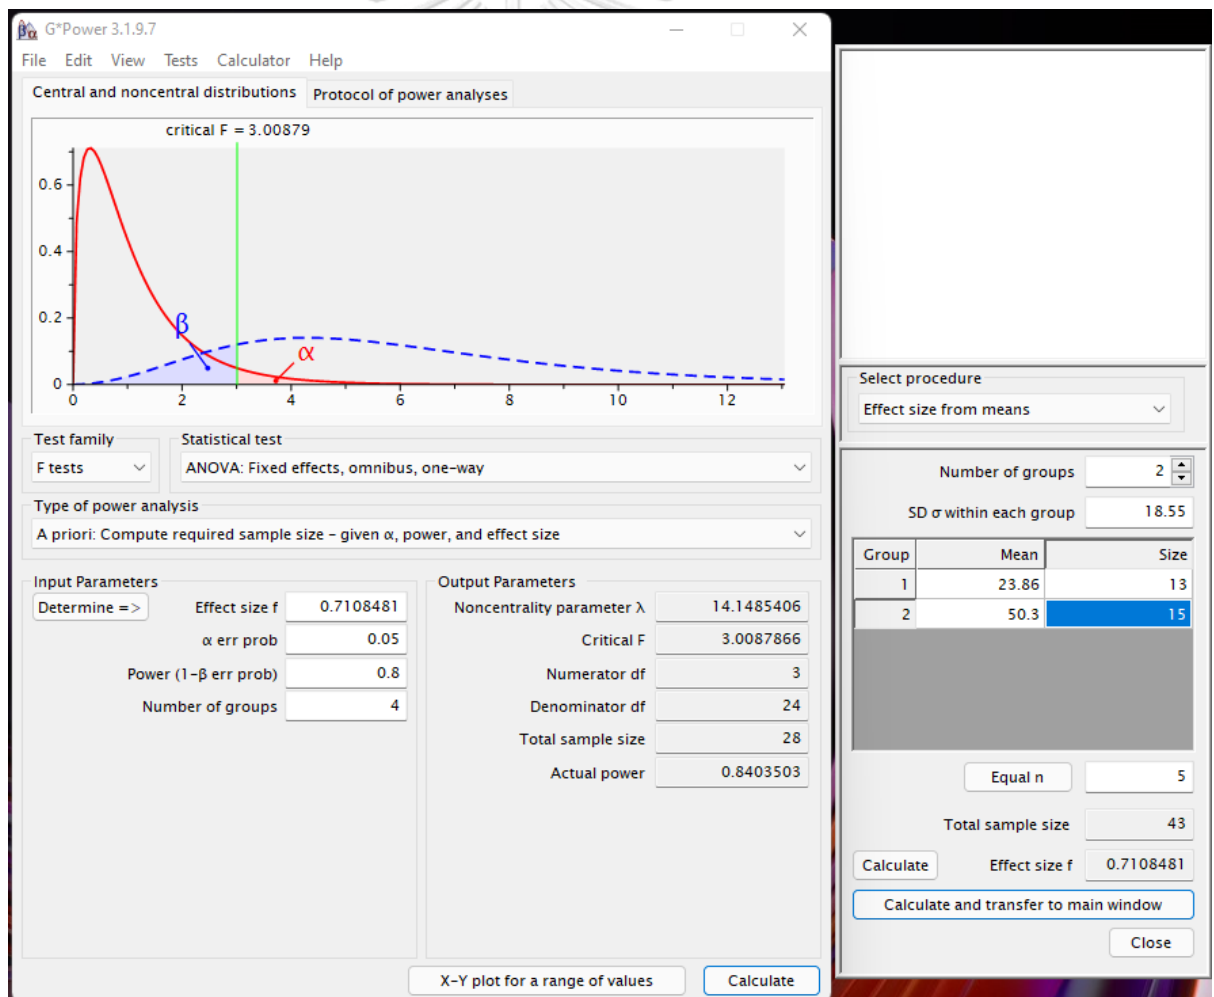 G*Power 3.1.9.7
File Edit View Tests Calculator Help
Central and noncentral distributions Protocol of power analyses
critical F = 3.00879
0.6
0.4
0.2
0
β
α
0 2 4 6 8 10 12
Test family Statistical test
F tests ANOVA: Fixed effects, omnibus, one-way
Type of power analysis
A priori: Compute required sample size – given α, power, and effect size
Input Parameters
Determine => Effect size f 0.7108481
α err prob 0.05
Power (1-β err prob) 0.8
Number of groups 4
Output Parameters
Noncentrality parameter λ 14.1485406
Critical F 3.0087866
Numerator df 3
Denominator df 24
Total sample size 28
Actual power 0.8403503
X-Y plot for a range of values Calculate
Select procedure
Effect size from means
Number of groups 2
SD σ within each group 18.55
Group Mean Size
1 23.86 13
2 50.3 15
Equal n 5
Total sample size 43
Calculate Effect size f 0.7108481
Calculate and transfer to main window
Close